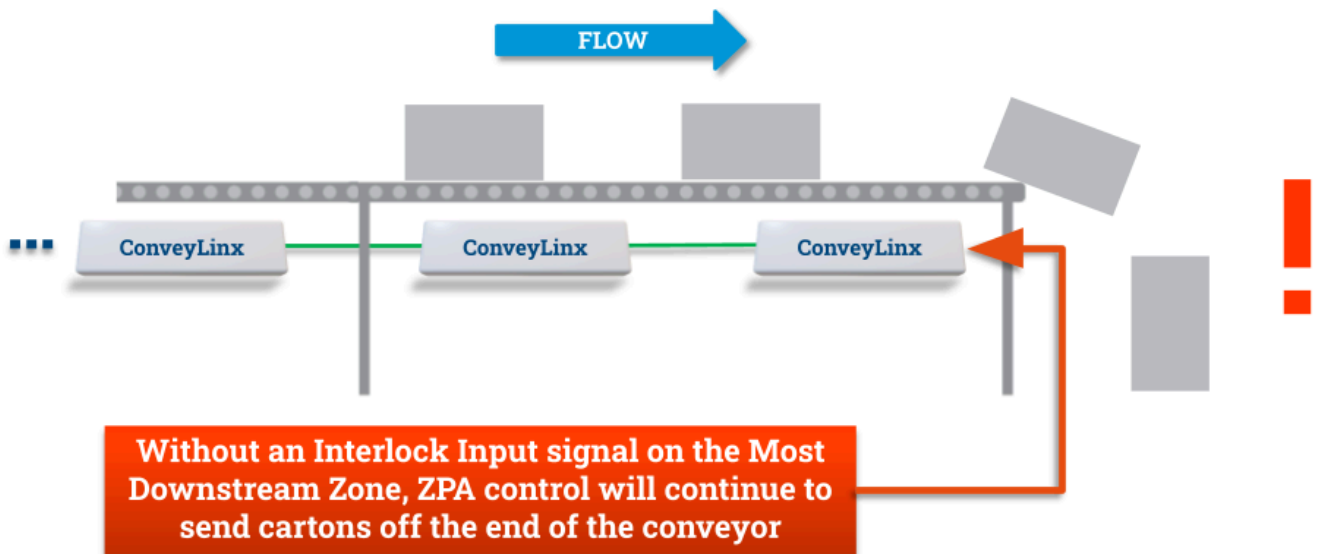 FLOW
ConveyLinx
ConveyLinx
ConveyLinx
Without an Interlock Input signal on the Most
Downstream Zone, ZPA control will continue to
send cartons off the end of the conveyor